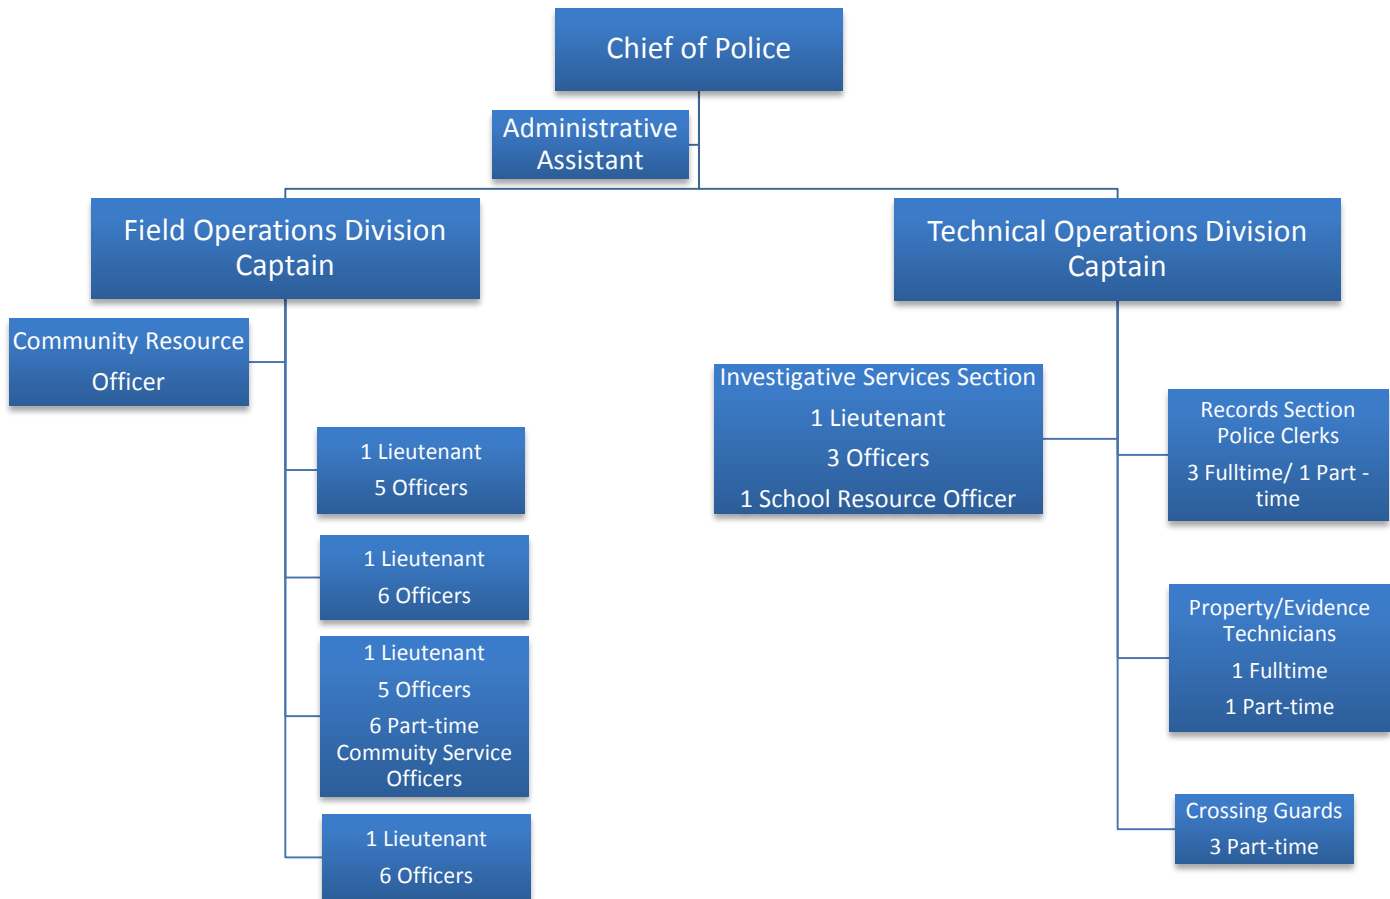 Chief of Police
Administrative
Assistant
Field Operations Division
Captain
Technical Operations Division
Captain
Community Resource
Officer
1 Lieutenant
5 Officers
1 Lieutenant
6 Officers
1 Lieutenant
5 Officers
6 Part-time
Commuity Service
Officers
1 Lieutenant
6 Officers
Investigative Services Section
1 Lieutenant
3 Officers
1 School Resource Officer
Records Section
Police Clerks
3 Fulltime/ 1 Part -
time
Property/Evidence
Technicians
1 Fulltime
1 Part-time
Crossing Guards
3 Part-time